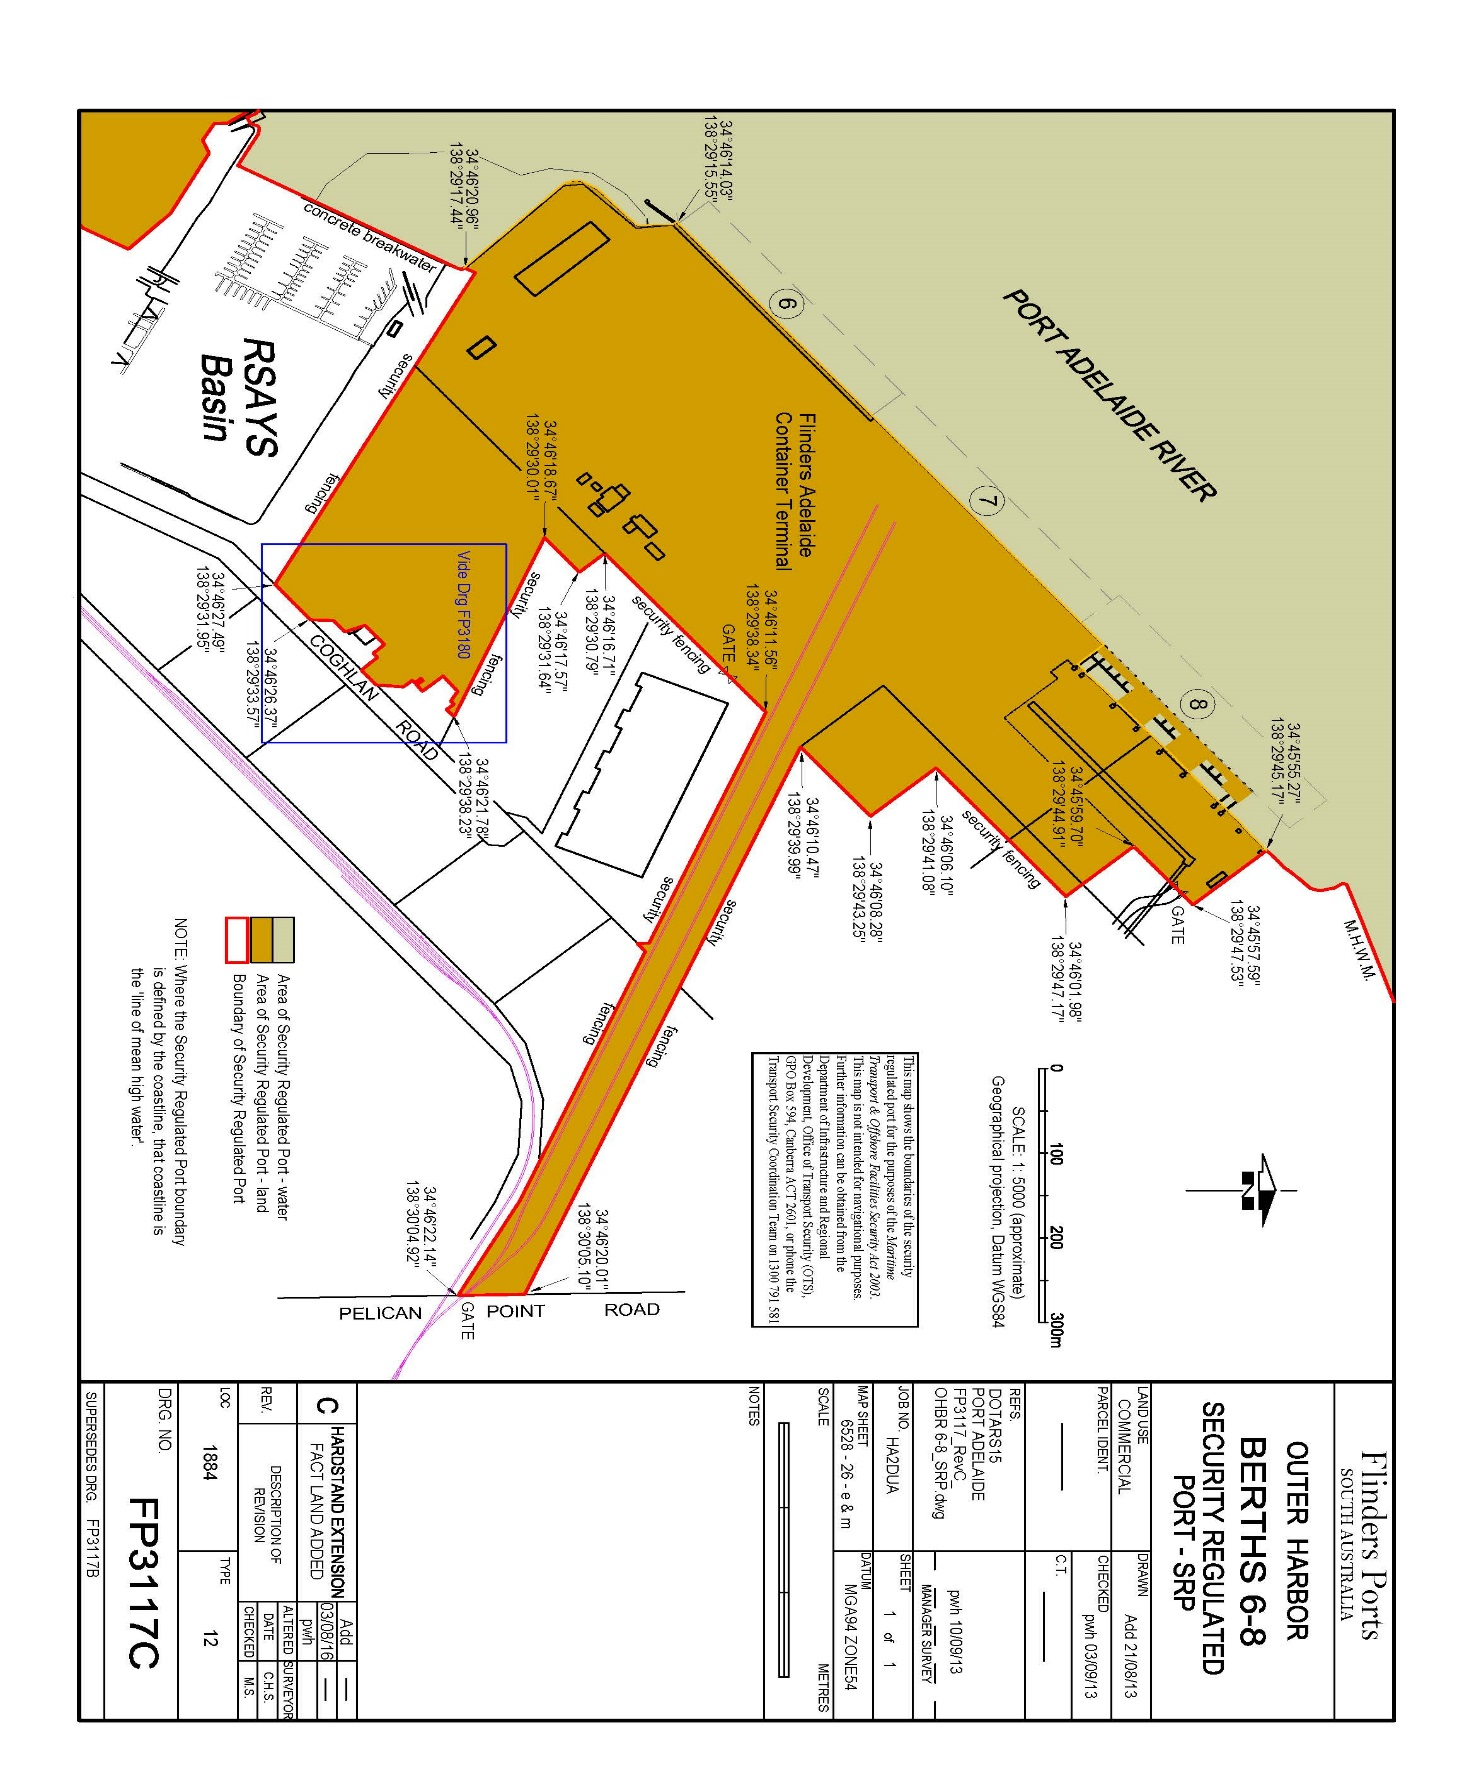 PORT ADELAIDE RIVER
34°46'14.03"
138°29'15.55"
34°46'20.96"
138°29'17.44"
concrete breakwater
security
fencing
RSAYS
Basin
6
7
8
Flinders Adelaide
Container Terminal
34°46'18.67"
138°29'30.01"
34°46'16.71"
138°29'30.79"
34°46'17.57"
138°29'31.64"
34°46'11.56"
138°29'38.34"
security fencing
GATE
security
fencing
Vide Drg FP3180
34°46'27.49"
138°29'31.95"
34°46'26.37"
138°29'33.57"
COGHLAN
ROAD
34°46'21.78"
138°29'38.23"
34°46'10.47"
138°29'39.99"
34°46'08.28"
138°29'43.25"
34°46'06.10"
138°29'41.08"
security fencing
34°45'59.70"
138°29'44.91"
34°45'55.27"
138°29'45.17"
34°45'57.59"
138°29'47.53"
34°46'01.98"
138°29'47.17"
GATE
M.H.W.M.
security
fencing
security
fencing
34°46'22.14"
138°30'04.92"
34°46'20.01"
138°30'05.10"
PELICAN
POINT
ROAD
GATE
Area of Security Regulated Port - water
Area of Security Regulated Port - land
Boundary of Security Regulated Port
NOTE: Where the Security Regulated Port boundary
is defined by the coastline, that coastline is
the 'line of mean high water'.
This map shows the boundaries of the security
regulated port for the purposes of the Maritime
Transport & Offshore Facilities Security Act 2003.
This map is not intended for navigational purposes.
Further information can be obtained from the
Department of Infrastructure and Regional
Development, Office of Transport Security (OTS),
GPO Box 594, Canberra ACT 2601, or phone the
Transport Security Coordination Team on 1300 791 581
0 100 200 300m
SCALE: 1: 5000 (approximate)
Geographical projection, Datum WGS84
N
Flinders Ports
SOUTH AUSTRALIA
OUTER HARBOR
BERTHS 6-8
SECURITY REGULATED
PORT - SRP
LAND USE
COMMERCIAL
DRAWN
Add 21/08/13
PARCEL IDENT.
CHECKED
pwh 03/09/13
C.T.
REFS.
DOTARS15
PORT ADELAIDE
FP3117_RevC_
OHBR 6-8_SRP.dwg
pwh 10/09/13
MANAGER SURVEY
JOB NO.
HA2DUA
SHEET
1 of 1
MAP SHEET
6528 - 26 - e & m
DATUM
MGA94 ZONE54
SCALE
METRES
NOTES
C
HARDSTAND EXTENSION
FACT LAND ADDED
Add
03/08/16
pwh
REV.
DESCRIPTION OF
REVISION
ALTERED
DATE
CHECKED
SURVEYOR
C.H.S.
M.S.
LOC
1884
TYPE
12
DRG. NO.
FP3117C
SUPERSEDES DRG. FP3117B